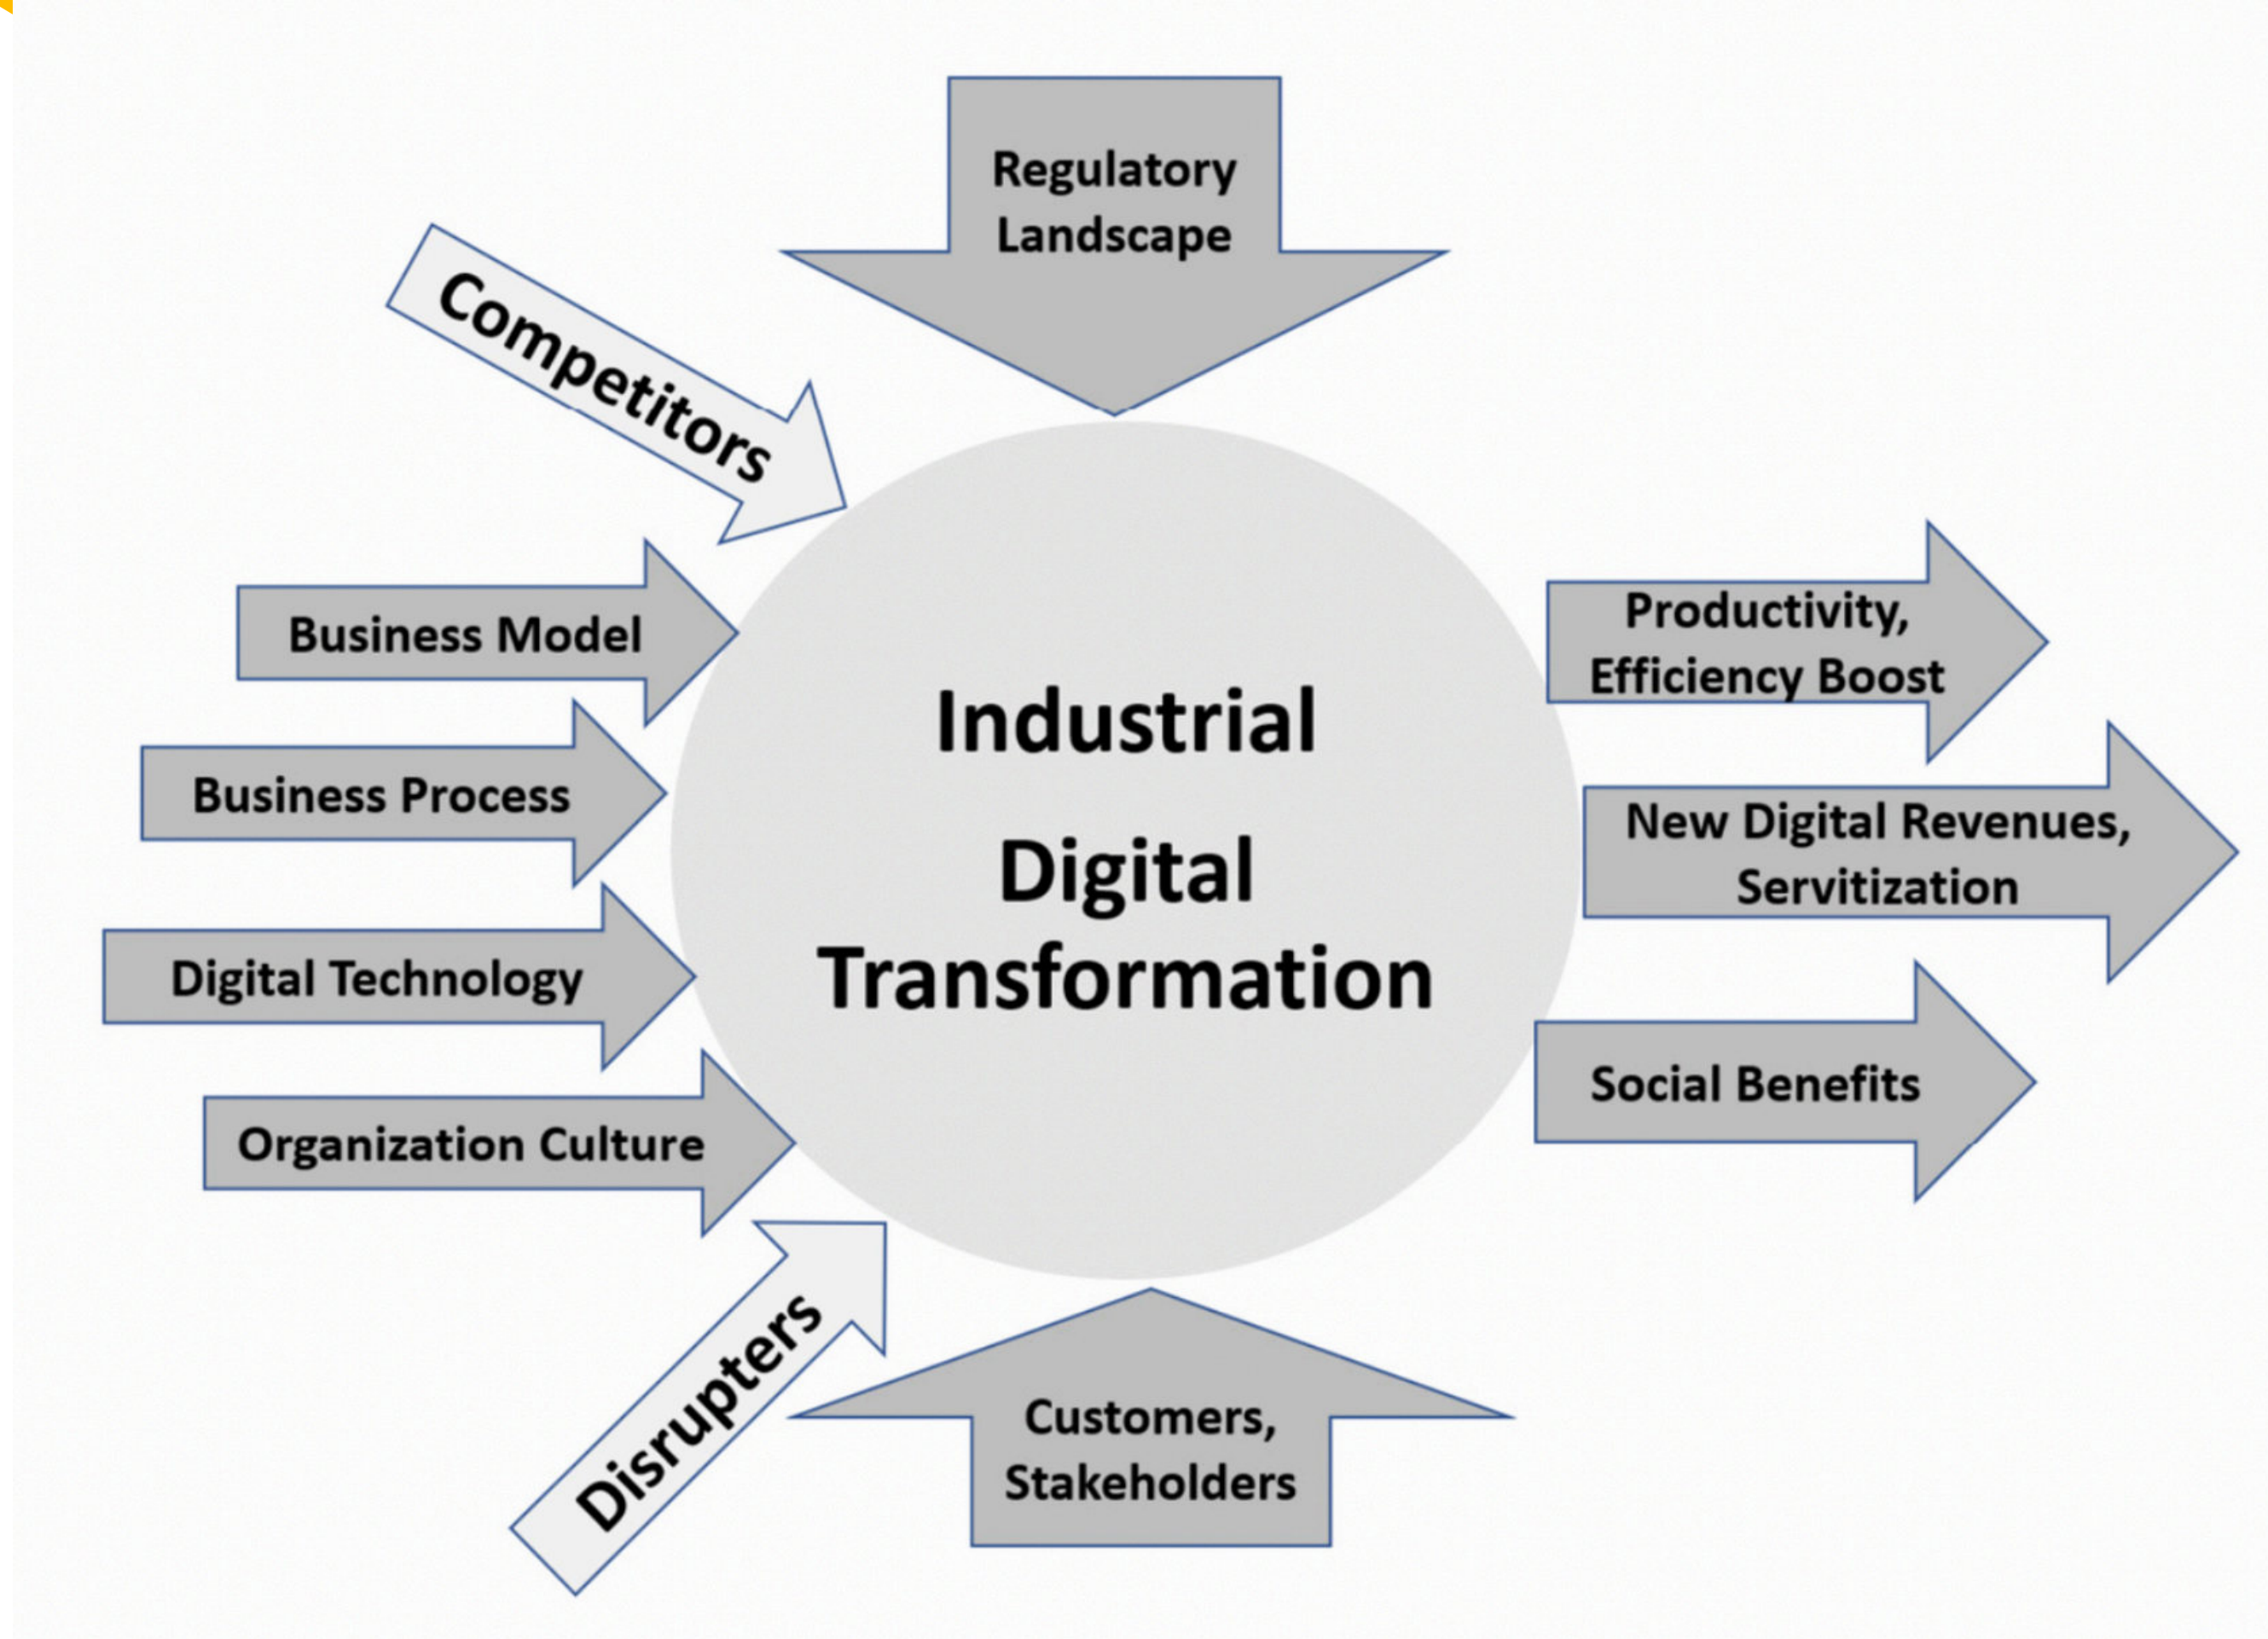 Regulatory
Landscape
Competitors
Business Model
Business Process
Digital Technology
Organization Culture
Disrupters
Industrial
Digital
Transformation
Productivity,
Efficiency Boost
New Digital Revenues,
Servitization
Social Benefits
Customers,
Stakeholders